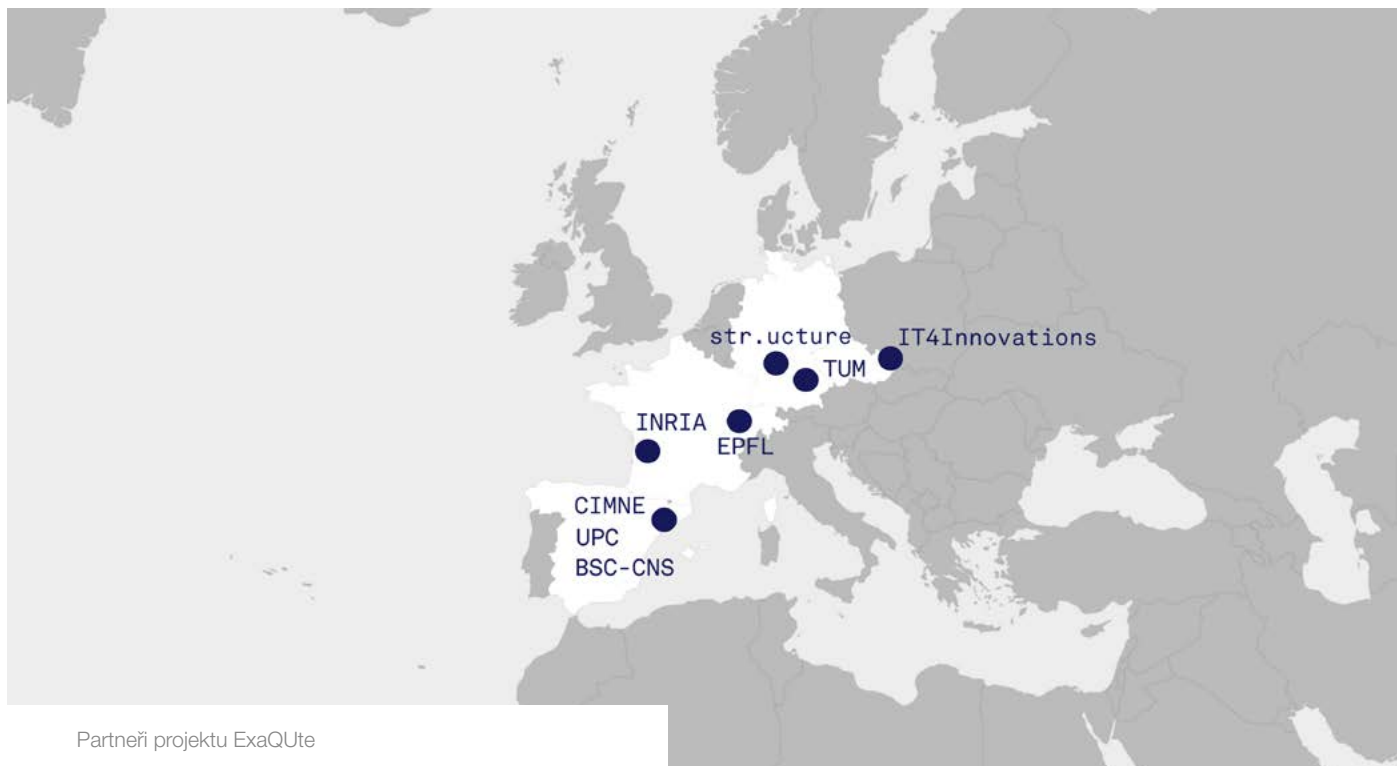 str.ucture
IT4Innovations
TUM
INRIA
EPFL
CIMNE
UPC
BSC-CNS
Partneři projektu ExaQUte